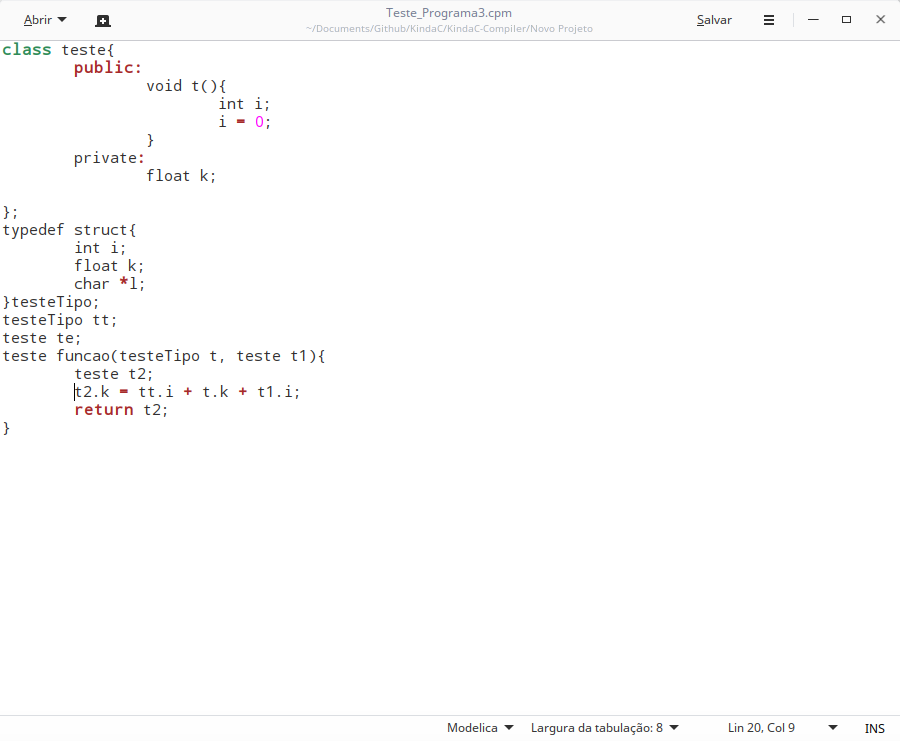 Abrir
Teste_Programa3.cpm
~/Documents/Github/KindaC/KindaC-Compiler/Novo Projeto
Salvar
class teste{
        public:
                void t(){
                        int i;
                        i = 0;
                }
        private:
                float k;

};
typedef struct{
        int i;
        float k;
        char *l;
}testeTipo;
testeTipo tt;
teste te;
teste funcao(testeTipo t, teste t1){
        teste t2;
        t2.k = tt.i + t.k + t1.i;
        return t2;
}
Modelica
Largura da tabulação: 8
Lin 20, Col 9
INS